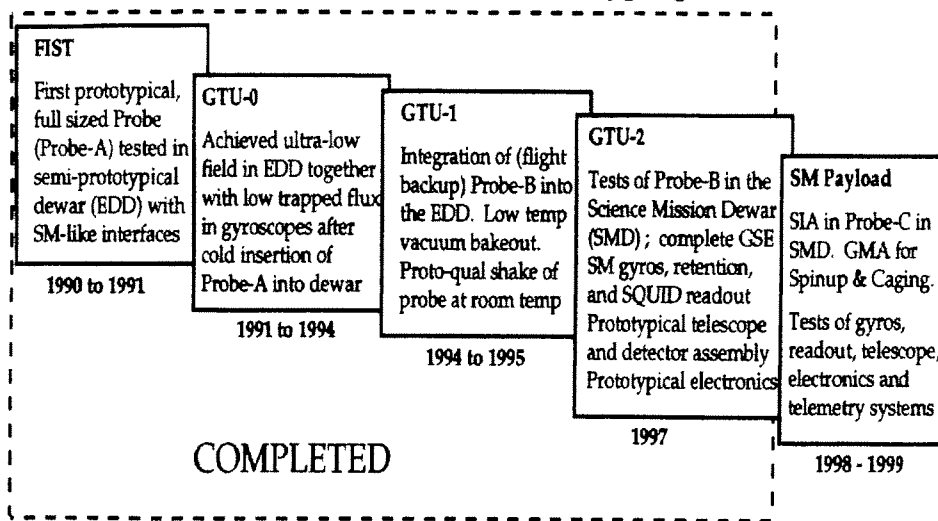 FIST
First prototypical,
full sized Probe
(Probe-A) tested in
semi-prototypical
dewar (EDD) with
SM-like interfaces
1990 to 1991
GTU-0
Achieved ultra-low
field in EDD together
with low trapped flux
in gyroscopes after
cold insertion of
Probe-A into dewar
1991 to 1994
GTU-1
Integration of (flight
backup) Probe-B into
the EDD. Low temp
vacuum bakeout.
Proto-qual shake of
probe at room temp
1994 to 1995
GTU-2
Tests of Probe-B in the
Science Mission Dewar
(SMD) ; complete GSE
SM gyros, retention,
and SQUID readout
Prototypical telescope
and detector assembly
Prototypical electronics
1997
SM Payload
SIA in Probe-C in
SMD. GMA for
Spinup & Caging.
Tests of gyros,
readout, telescope,
electronics and
telemetry systems
1998 - 1999
COMPLETED